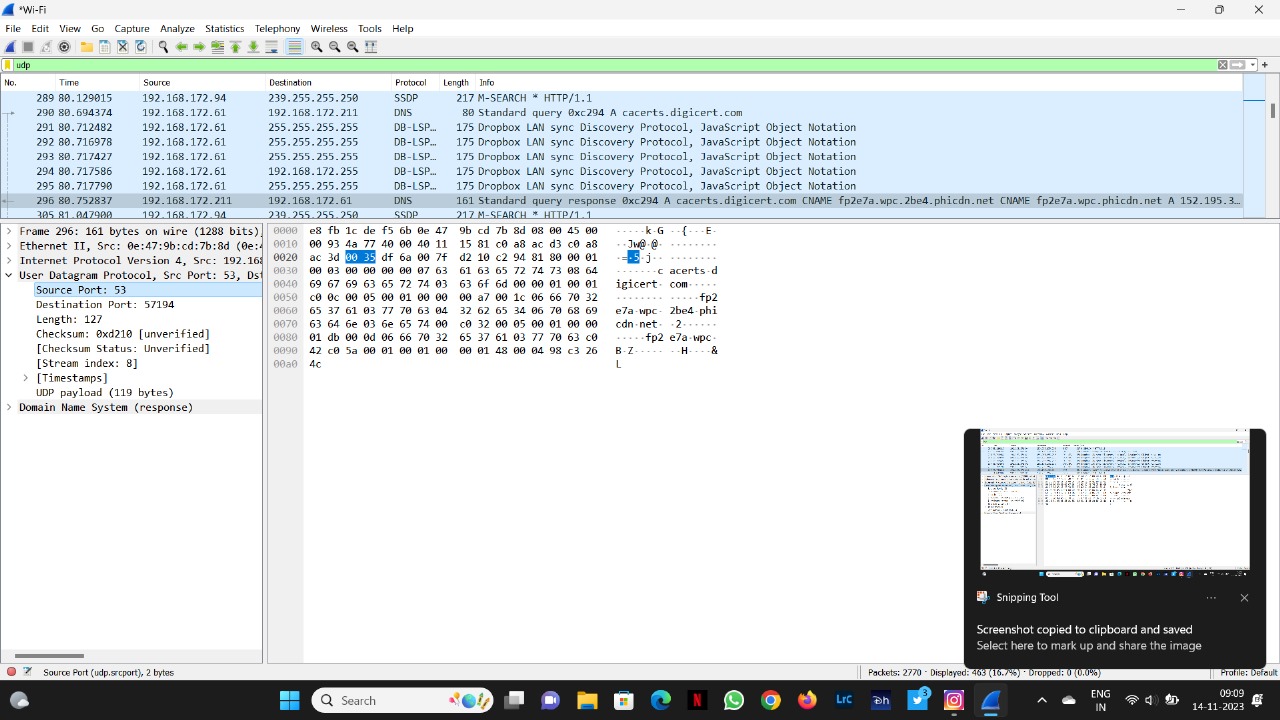 *Wi-Fi
File Edit View Go Capture Analyze Statistics Telephony Wireless Tools Help
udp
No. Time Source Destination Protocol Length Info
289 80.129015 192.168.172.94 239.255.255.250 SSDP 217 M-SEARCH * HTTP/1.1
290 80.694374 192.168.172.61 192.168.172.211 DNS 80 Standard query 0xc294 A cacerts.digicert.com
291 80.712482 192.168.172.61 255.255.255.255 DB-LSP… 175 Dropbox LAN sync Discovery Protocol, JavaScript Object Notation
292 80.716978 192.168.172.61 255.255.255.255 DB-LSP… 175 Dropbox LAN sync Discovery Protocol, JavaScript Object Notation
293 80.717427 192.168.172.61 255.255.255.255 DB-LSP… 175 Dropbox LAN sync Discovery Protocol, JavaScript Object Notation
294 80.717586 192.168.172.61 255.255.255.255 DB-LSP… 175 Dropbox LAN sync Discovery Protocol, JavaScript Object Notation
295 80.717790 192.168.172.61 255.255.255.255 DB-LSP… 175 Dropbox LAN sync Discovery Protocol, JavaScript Object Notation
296 80.752837 192.168.172.211 192.168.172.61 DNS 161 Standard query response 0xc294 A cacerts.digicert.com CNAME fp2e7a.wpc.2be4.phicdn.net CNAME fp2e7a.wpc.phicdn.net A 152.195.3…
305 81.047900 192.168.172.94 239.255.255.250 SSDP 217 M-SEARCH * HTTP/1.1
Frame 296: 161 bytes on wire (1288 bits),
Ethernet II, Src: 0e:47:9b:cd:7b:8d (0e:4
Internet Protocol Version 4, Src: 192.168
User Datagram Protocol, Src Port: 53, Dst
Source Port: 53
Destination Port: 57194
Length: 127
Checksum: 0xd210 [unverified]
[Checksum Status: Unverified]
[Stream index: 8]
[Timestamps]
UDP payload (119 bytes)
Domain Name System (response)
0000 e8 fb 1c de f5 6b 0e 47 9b cd 7b 8d 08 00 45 00 ·····k·G ··{···E·
0010 00 93 4a 77 40 00 40 11 15 81 c0 a8 ac d3 c0 a8 ··Jw@·@· ········
0020 ac 3d 00 35 df 6a 00 7f d2 10 c2 94 81 80 00 01 ·=·5·j·· ········
0030 00 03 00 00 00 00 07 63 61 63 65 72 74 73 08 64 ·······c acerts·d
0040 69 67 69 63 65 72 74 03 63 6f 6d 00 00 01 00 01 igicert· com·····
0050 c0 0c 00 05 00 01 00 00 00 a7 00 1c 06 66 70 32 ········ ·····fp2
0060 65 37 61 03 77 70 63 04 32 62 65 34 06 70 68 69 e7a·wpc· 2be4·phi
0070 63 64 6e 03 6e 65 74 00 c0 32 00 05 00 01 00 00 cdn·net· ·2······
0080 01 db 00 0d 06 66 70 32 65 37 61 03 77 70 63 c0 ·····fp2 e7a·wpc·
0090 42 c0 5a 00 01 00 01 00 00 01 48 00 04 98 c3 26 B·Z····· ··H····&
00a0 4c L
Snipping Tool
Screenshot copied to clipboard and saved
Select here to mark up and share the image
Source Port (udp.srcport), 2 bytes
Packets: 2770 · Displayed: 463 (16.7%) · Dropped: 0 (0.0%)
Profile: Default
Search
LrC
3
ENG
IN
09:09
14-11-2023